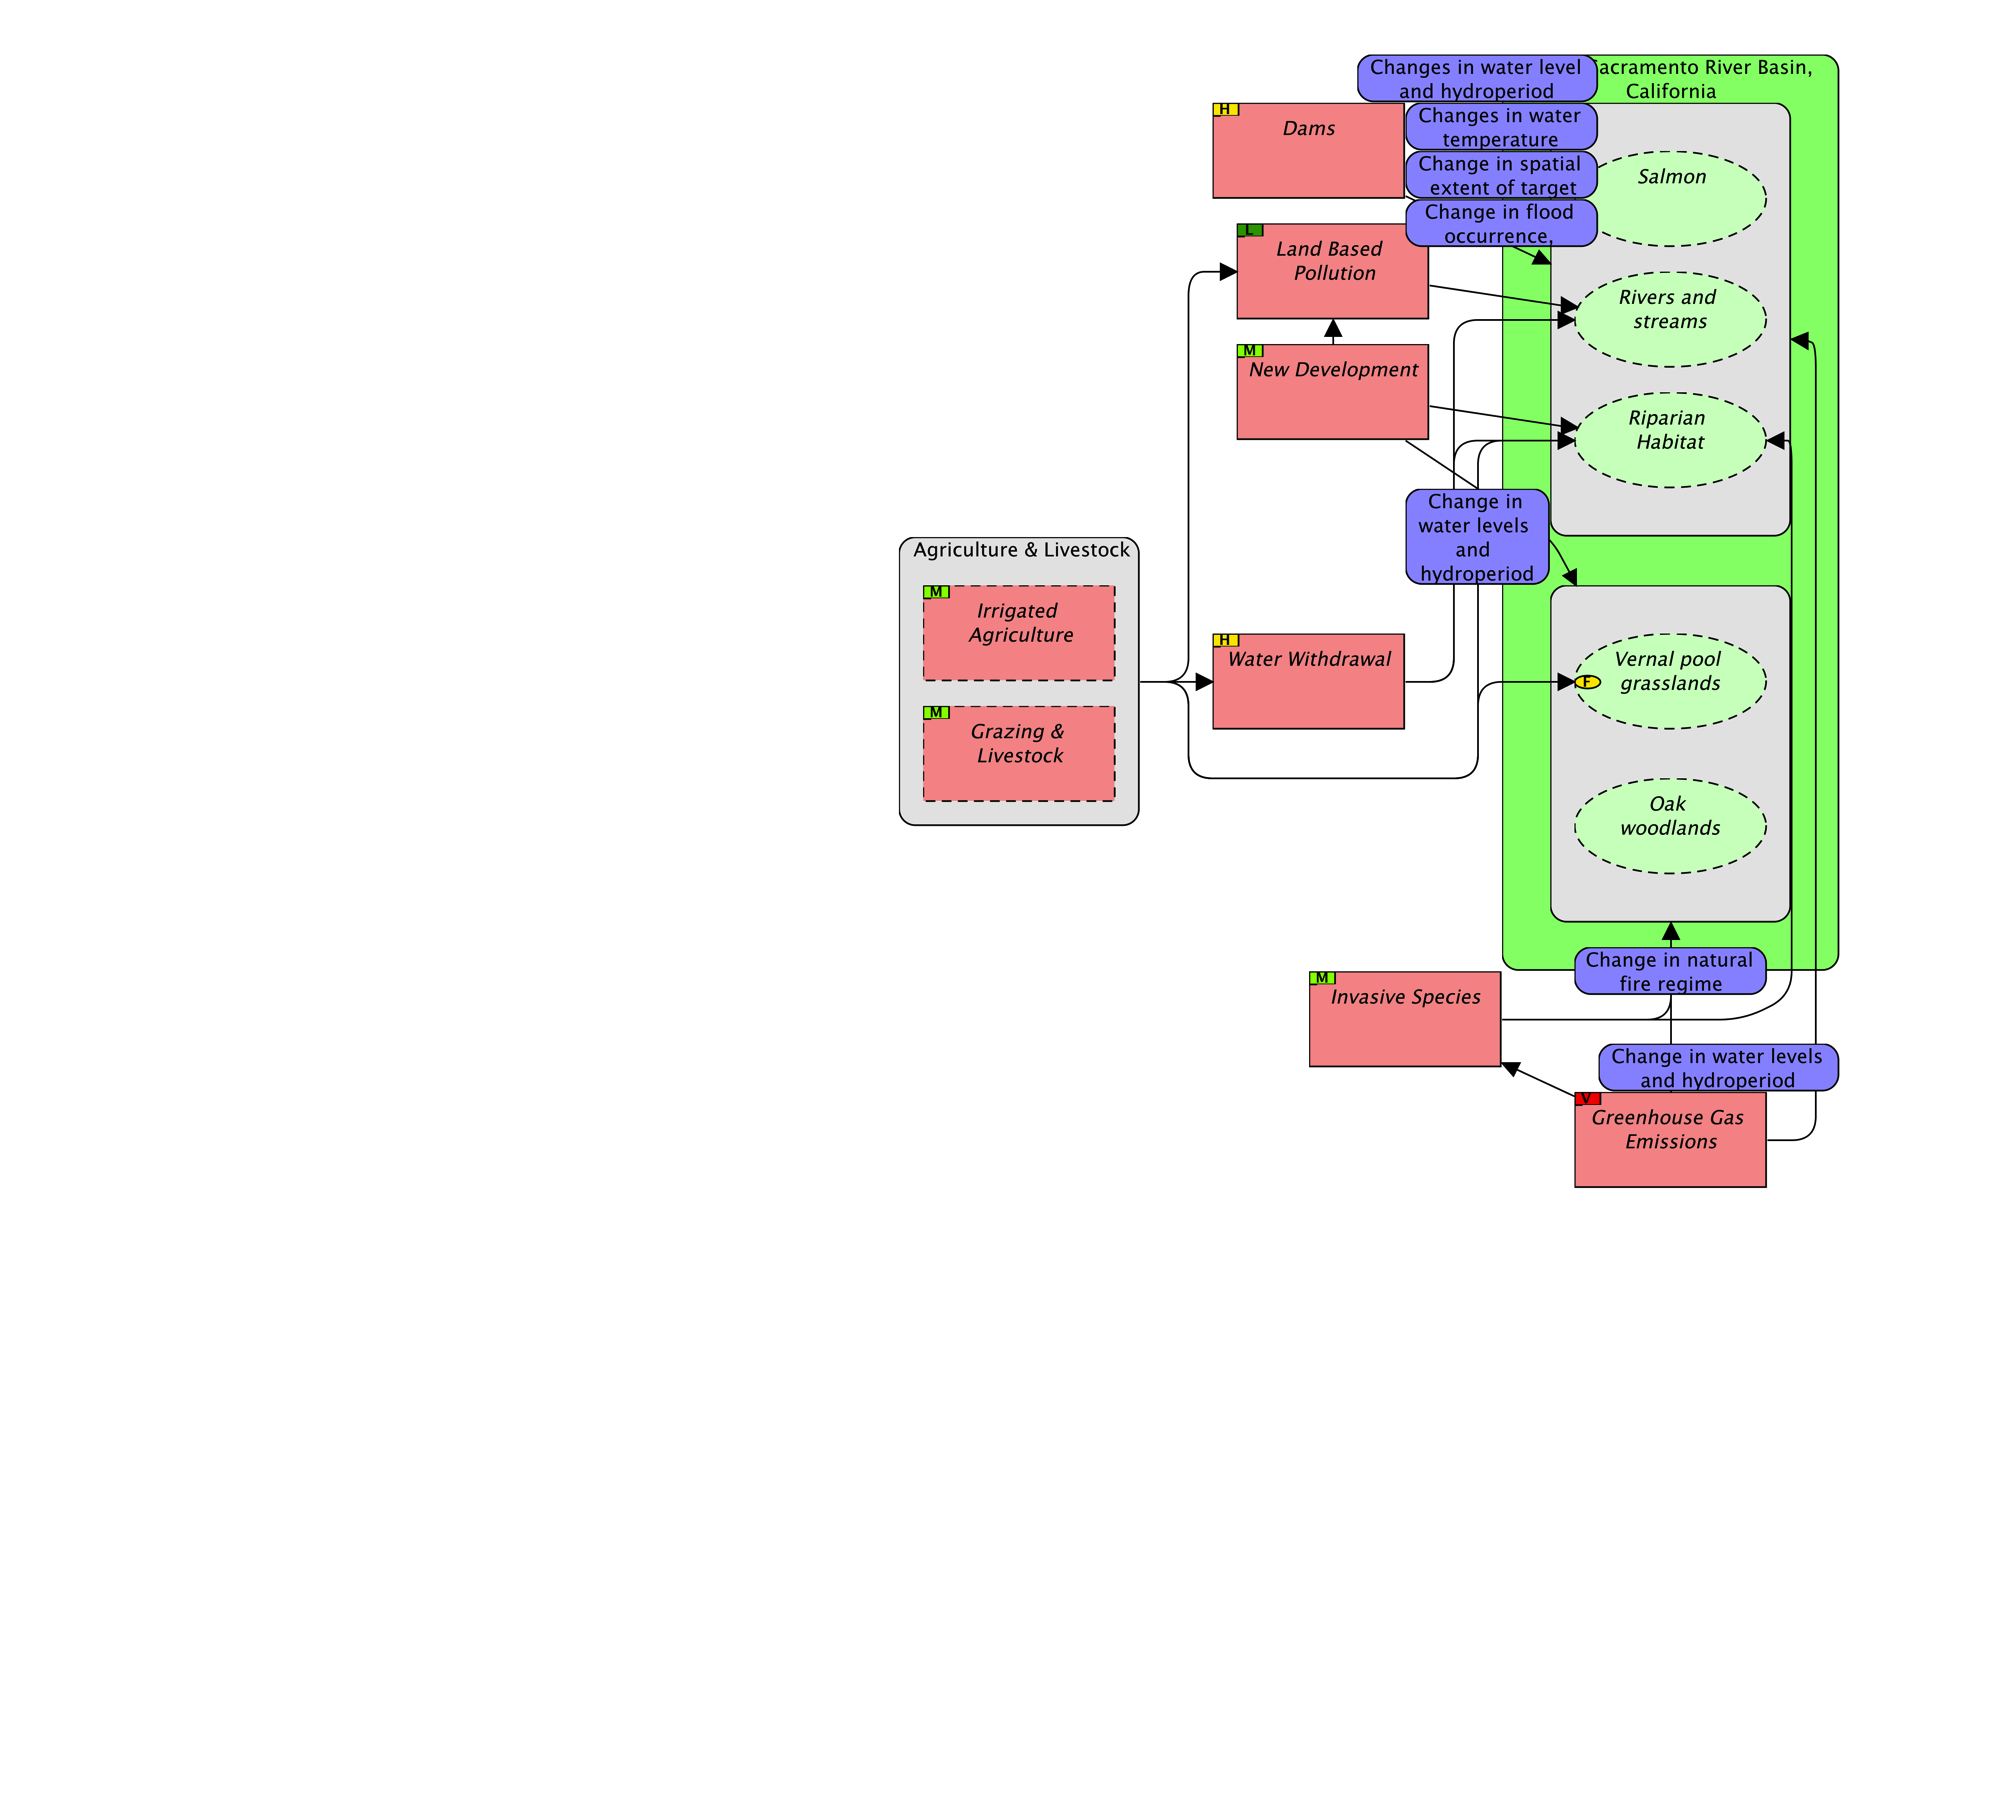 Changes in water level
and hydroperiod
Sacramento River Basin,
California
H
Dams
Changes in water
temperature
Change in spatial
extent of target
Change in flood
occurrence,
Salmon
L
Land Based
Pollution
Rivers and
streams
M
New Development
Riparian
Habitat
Change in
water levels
and
hydroperiod
Agriculture & Livestock
M
Irrigated
Agriculture
M
Grazing &
Livestock
H
Water Withdrawal
F
Vernal pool
grasslands
Oak
woodlands
Change in natural
fire regime
M
Invasive Species
Change in water levels
and hydroperiod
V
Greenhouse Gas
Emissions